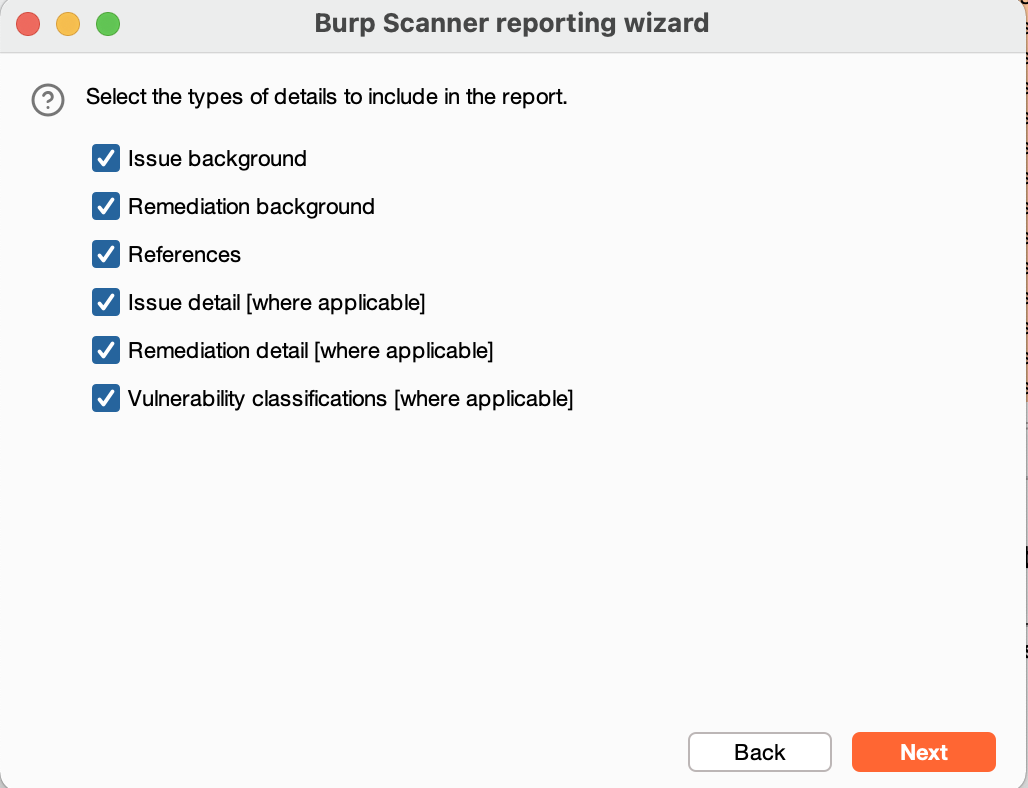 Burp Scanner reporting wizard
Select the types of details to include in the report.
Issue background
Remediation background
References
Issue detail [where applicable]
Remediation detail [where applicable]
Vulnerability classifications [where applicable]
Back
Next